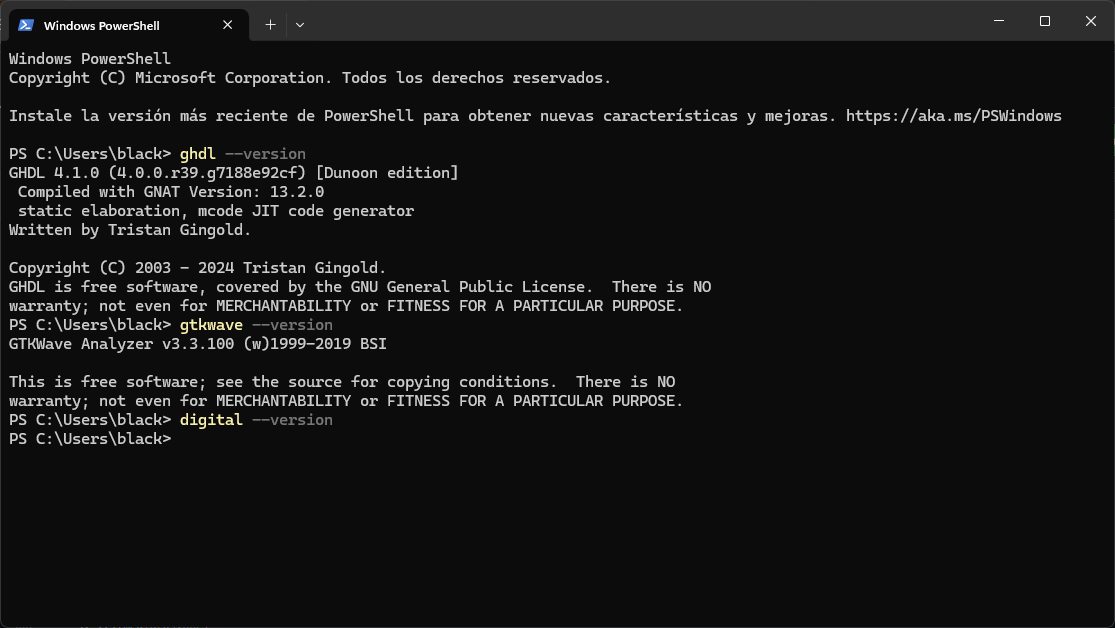 Windows PowerShell
Windows PowerShell
Copyright (C) Microsoft Corporation. Todos los derechos reservados.
Instale la versión más reciente de PowerShell para obtener nuevas características y mejoras. https://aka.ms/PSWindows
PS C:\Users\black> ghdl --version
GHDL 4.1.0 (4.0.0.r39.g7188e92cf) [Dunoon edition]
Compiled with GNAT Version: 13.2.0
static elaboration, mcode JIT code generator
Written by Tristan Gingold.
Copyright (C) 2003 - 2024 Tristan Gingold.
GHDL is free software, covered by the GNU General Public License.  There is NO
warranty; not even for MERCHANTABILITY or FITNESS FOR A PARTICULAR PURPOSE.
PS C:\Users\black> gtkwave --version
GTKWave Analyzer v3.3.100 (w)1999-2019 BSI
This is free software; see the source for copying conditions.  There is NO
warranty; not even for MERCHANTABILITY or FITNESS FOR A PARTICULAR PURPOSE.
PS C:\Users\black> digital --version
PS C:\Users\black>